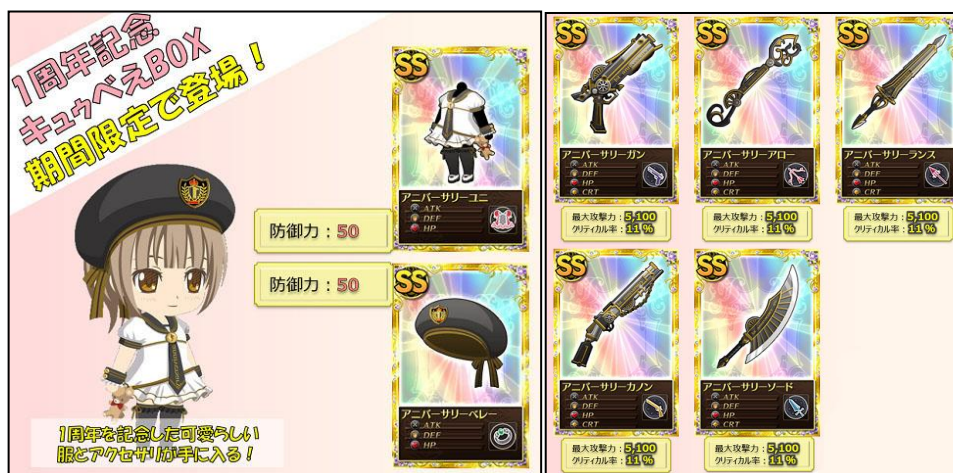 1周年記念
キュゥべえBOX
期間限定で登場！
SS
アニバーサリーユニ
ATK
DEF
HP
防御力：50
防御力：50
SS
アニバーサリーベレー
ATK
DEF
HP
1周年を記念した可愛らしい
服とアクセサリが手に入る！
SS
アニバーサリーガン
ATK
DEF
HP
CRT
最大攻撃力：5,100
クリティカル率：11%
SS
アニバーサリーアロー
ATK
DEF
HP
CRT
最大攻撃力：5,100
クリティカル率：11%
SS
アニバーサリーランス
ATK
DEF
HP
CRT
最大攻撃力：5,100
クリティカル率：11%
SS
アニバーサリーカノン
ATK
DEF
HP
CRT
最大攻撃力：5,100
クリティカル率：11%
SS
アニバーサリーソード
ATK
DEF
HP
CRT
最大攻撃力：5,100
クリティカル率：11%